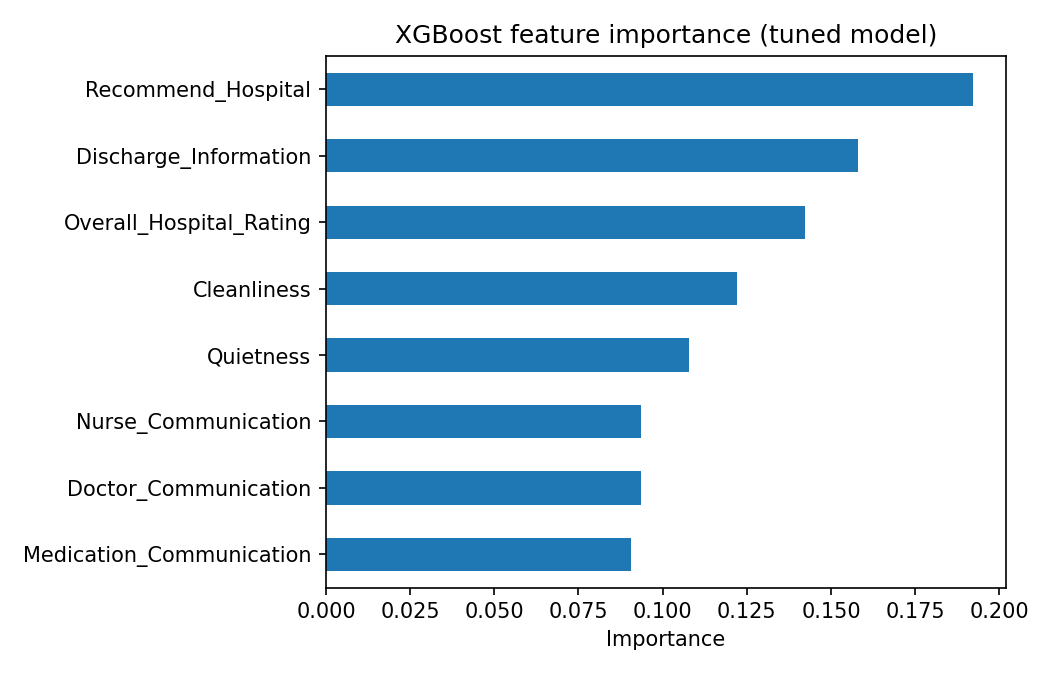 XGBoost feature importance (tuned model)
Recommend_Hospital
Discharge_Information
Overall_Hospital_Rating
Cleanliness
Quietness
Nurse_Communication
Doctor_Communication
Medication_Communication
0.000 0.025 0.050 0.075 0.100 0.125 0.150 0.175 0.200
Importance